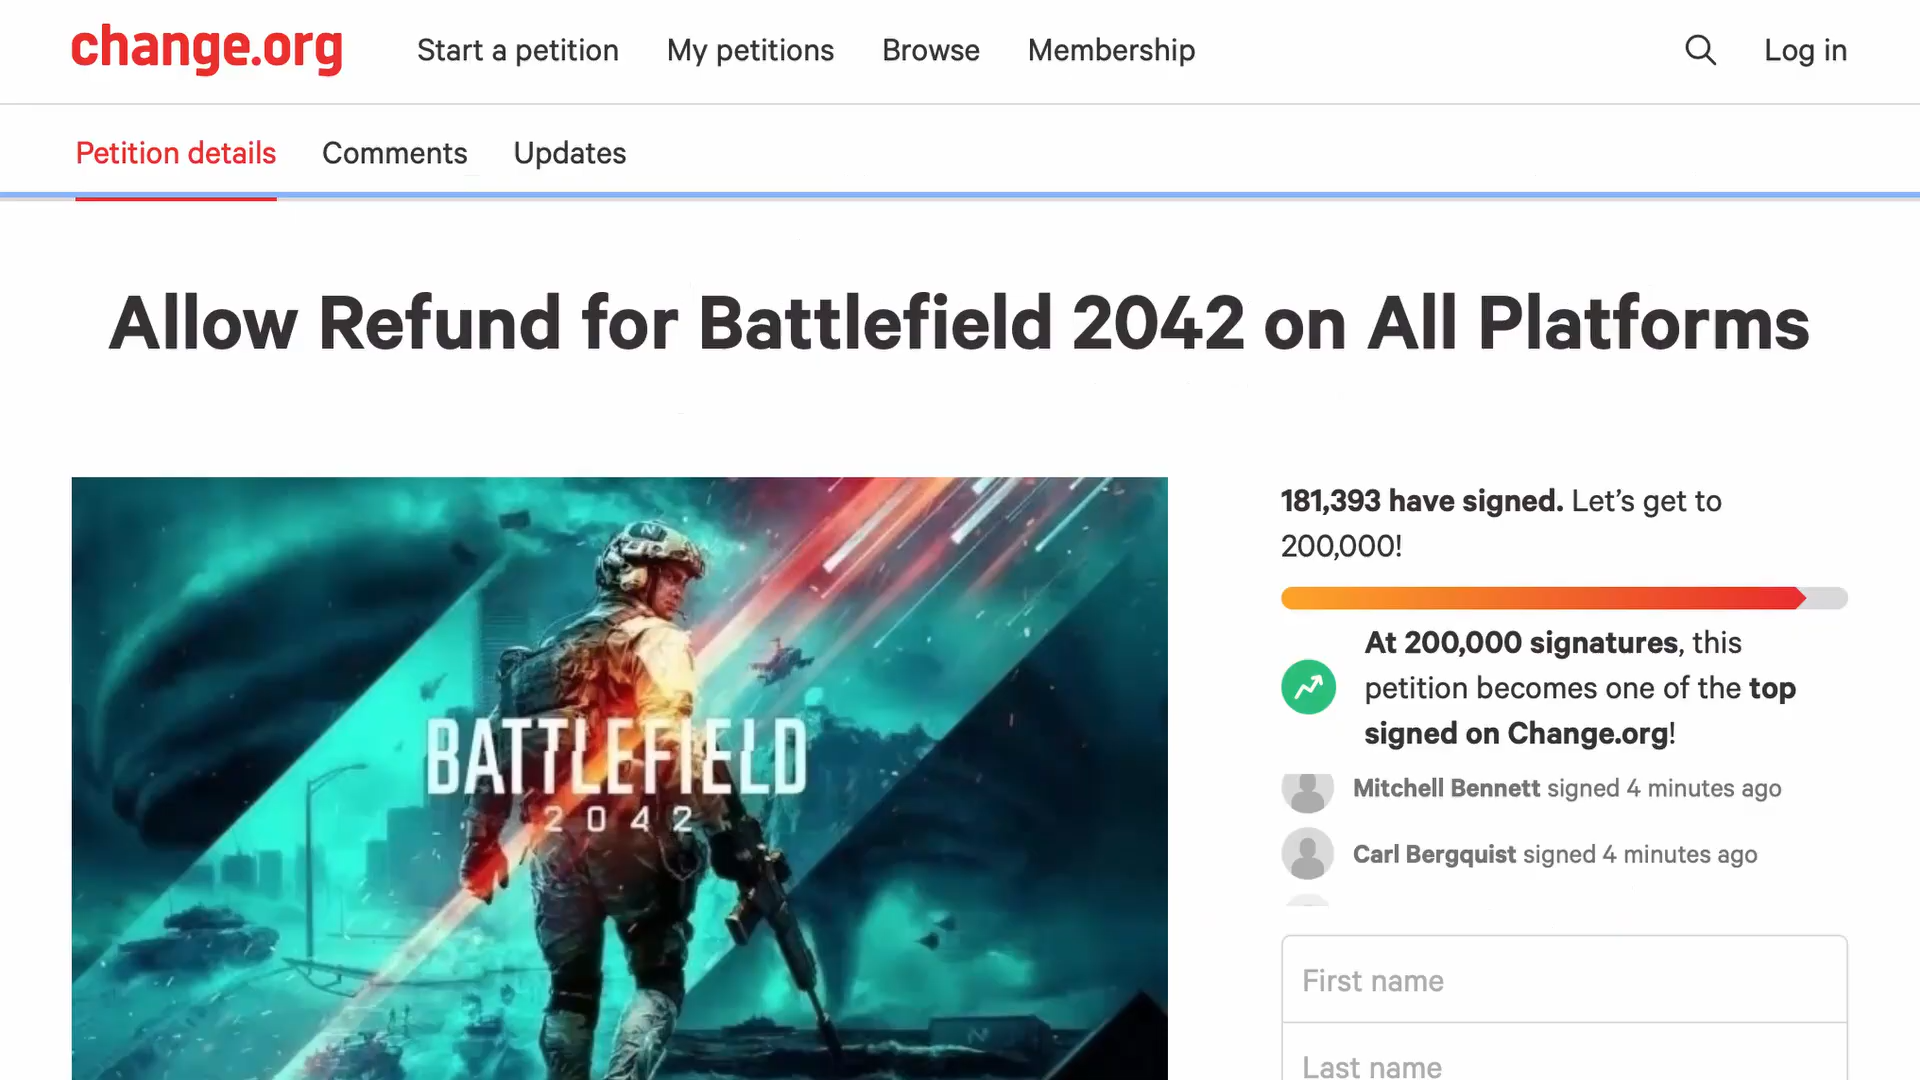 change.org
Start a petition
My petitions
Browse
Membership
Log in
Petition details
Comments
Updates
Allow Refund for Battlefield 2042 on All Platforms
BATTLEFIELD
2042
181,393 have signed. Let’s get to
200,000!
At 200,000 signatures, this
petition becomes one of the top
signed on Change.org!
Mitchell Bennett signed 4 minutes ago
Carl Bergquist signed 4 minutes ago
First name
Last name